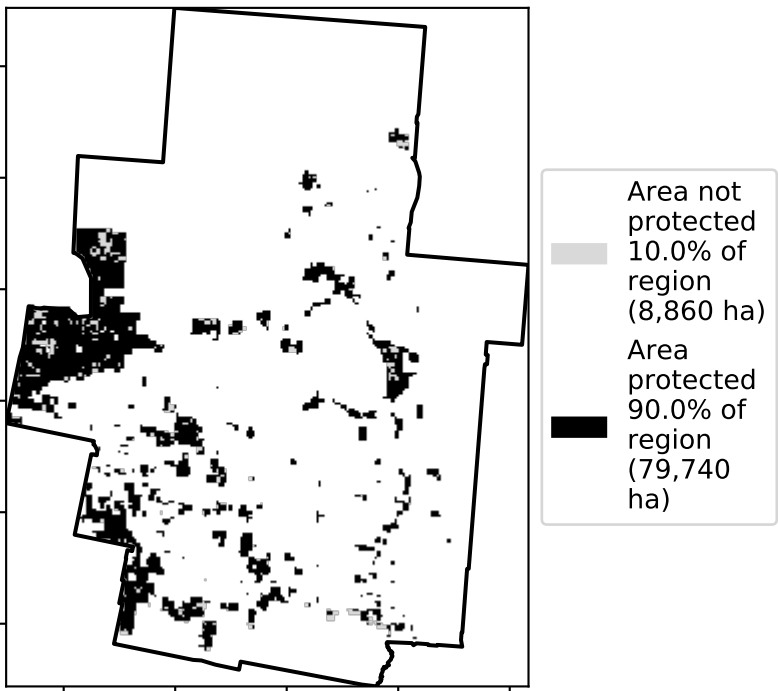 Area not
protected
10.0% of
region
(8,860 ha)
Area
protected
90.0% of
region
(79,740
ha)